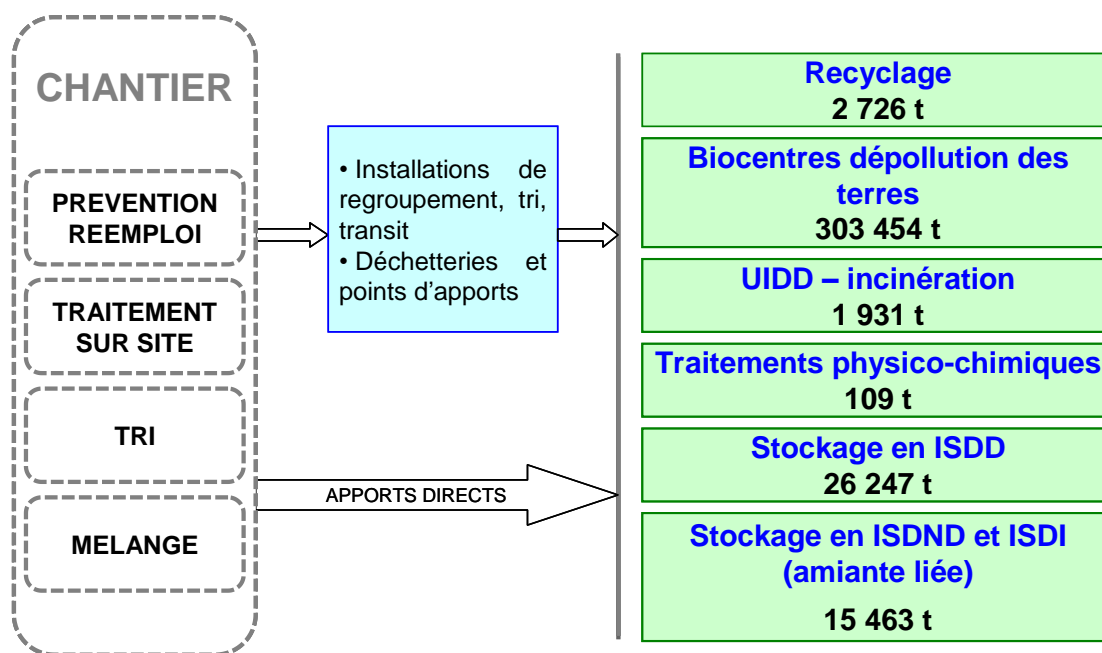 CHANTIER
PREVENTION
REEMPLOI
TRAITEMENT
SUR SITE
TRI
MELANGE
• Installations de
regroupement, tri,
transit
• Déchetteries et
points d'apports
APPORTS DIRECTS
Recyclage
2 726 t
Biocentres dépollution des
terres
303 454 t
UIDD – incinération
1 931 t
Traitements physico-chimiques
109 t
Stockage en ISDD
26 247 t
Stockage en ISDND et ISDI
(amiante liée)
15 463 t